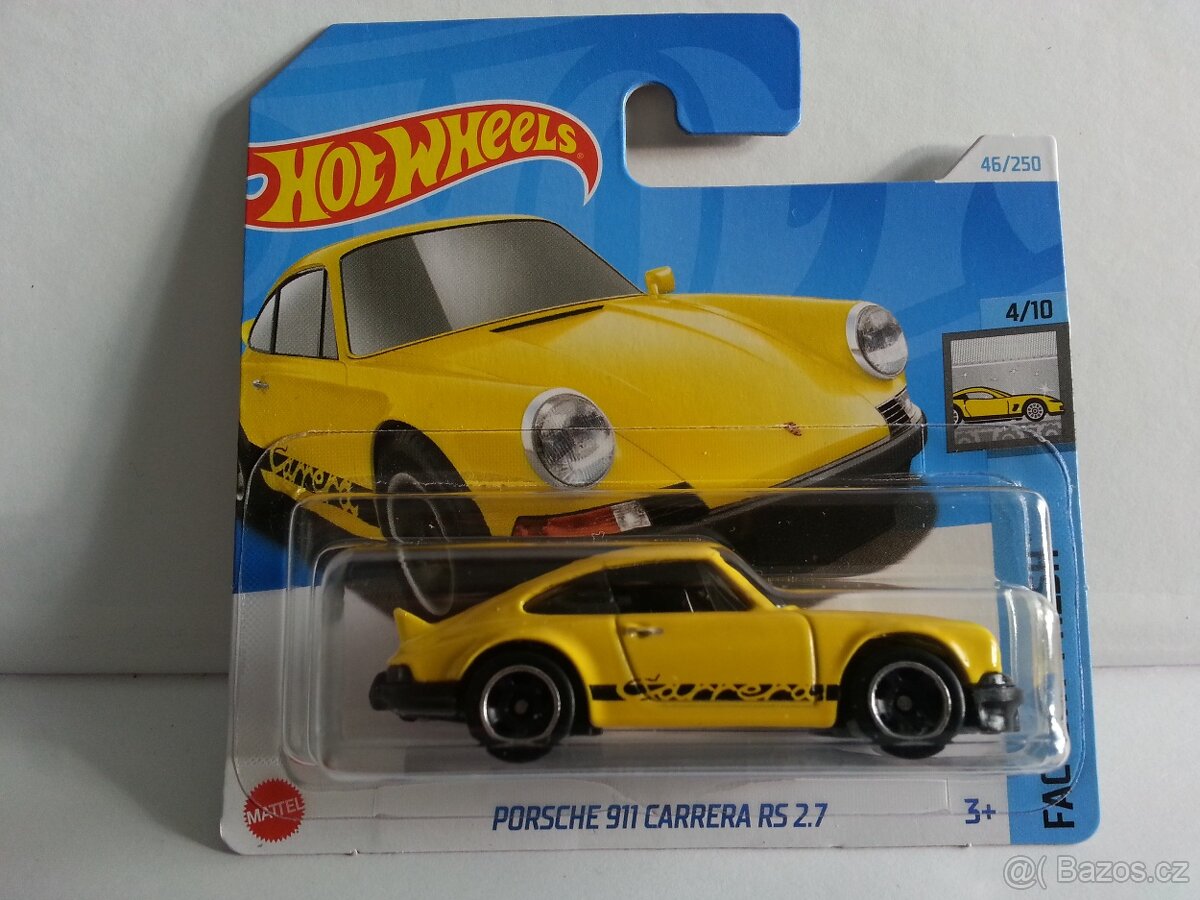 HOT WHEELS
46/250
4/10
Carrera
Carrera
MATTEL
PORSCHE 911 CARRERA RS 2.7
3+
@( Bazos.cz